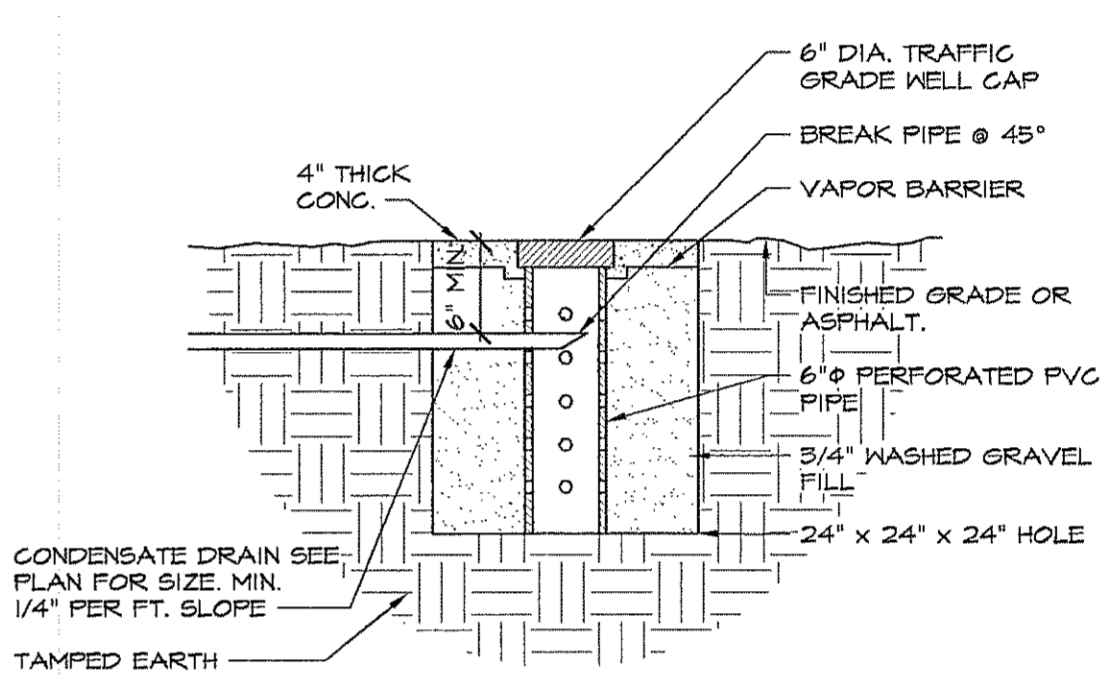 6" DIA. TRAFFIC
GRADE WELL CAP
BREAK PIPE @ 45°
4" THICK
CONC.
VAPOR BARRIER
6" MIN.
FINISHED GRADE OR
ASPHALT.
6"Φ PERFORATED PVC
PIPE
3/4" WASHED GRAVEL
FILL
24" x 24" x 24" HOLE
CONDENSATE DRAIN SEE
PLAN FOR SIZE. MIN.
1/4" PER FT. SLOPE
TAMPED EARTH